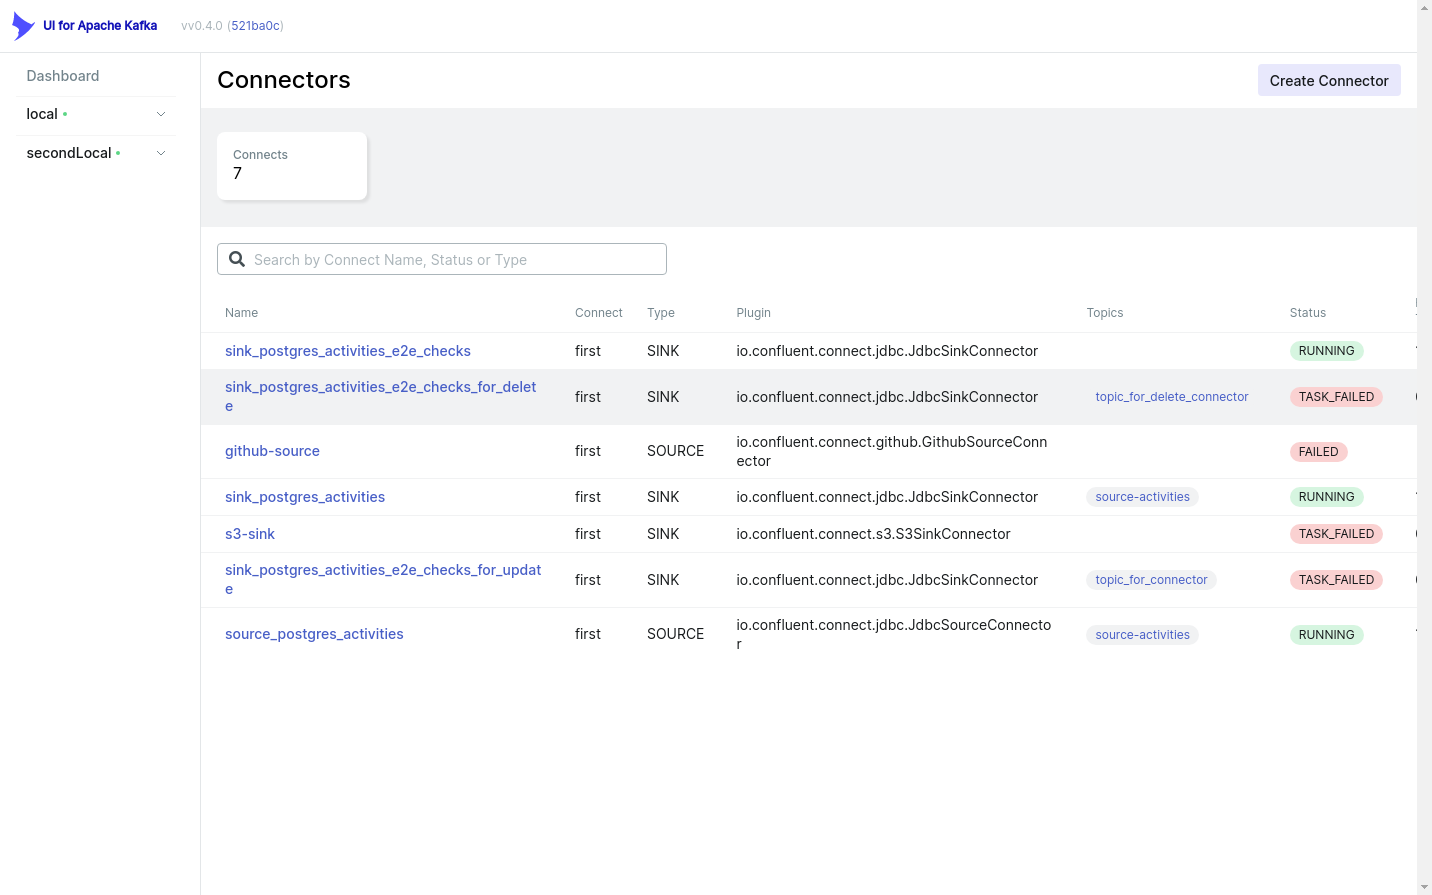 UI for Apache Kafka vv0.4.0 (521ba0c)
Dashboard
local
secondLocal
Connectors
Create Connector
Connects
7
Search by Connect Name, Status or Type
Name Connect Type Plugin Topics Status
sink_postgres_activities_e2e_checks first SINK io.confluent.connect.jdbc.JdbcSinkConnector RUNNING
sink_postgres_activities_e2e_checks_for_delet
e
first SINK io.confluent.connect.jdbc.JdbcSinkConnector topic_for_delete_connector TASK_FAILED
github-source first SOURCE
io.confluent.connect.github.GithubSourceConn
ector
FAILED
sink_postgres_activities first SINK io.confluent.connect.jdbc.JdbcSinkConnector source-activities RUNNING
s3-sink first SINK io.confluent.connect.s3.S3SinkConnector TASK_FAILED
sink_postgres_activities_e2e_checks_for_updat
e
first SINK io.confluent.connect.jdbc.JdbcSinkConnector topic_for_connector TASK_FAILED
source_postgres_activities first SOURCE
io.confluent.connect.jdbc.JdbcSourceConnecto
r
source-activities RUNNING